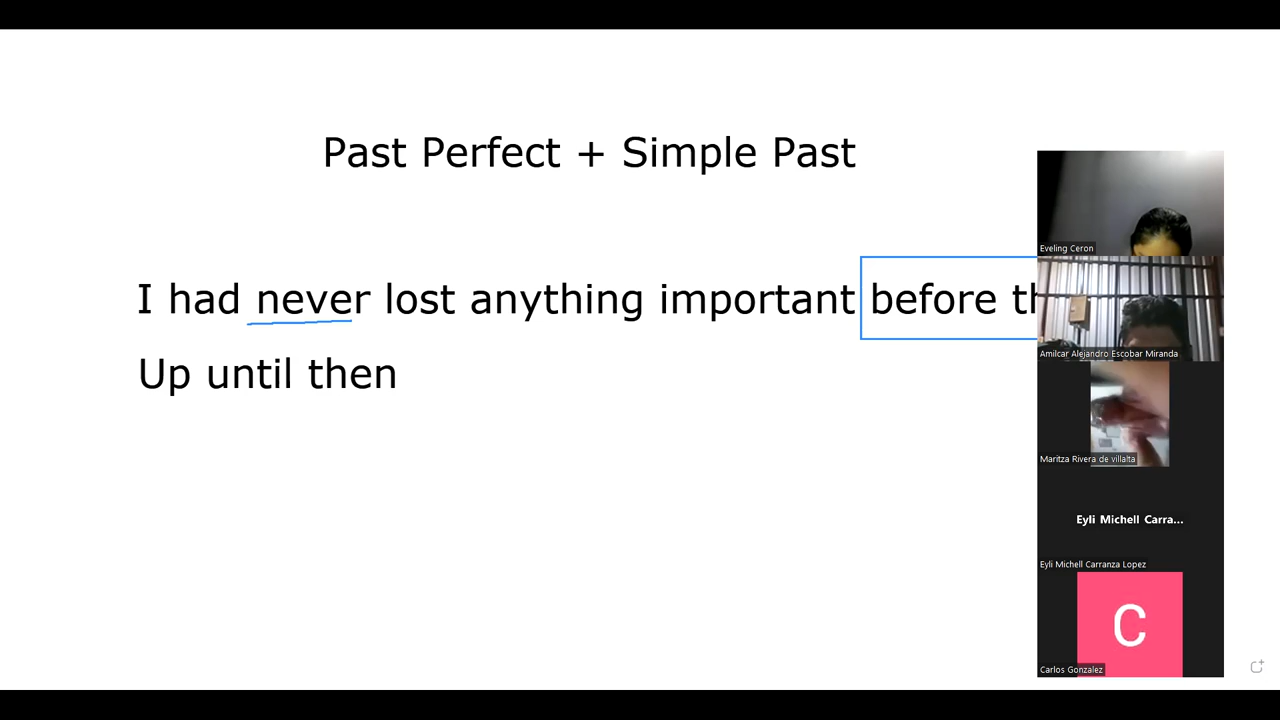 Past Perfect + Simple Past
I had never lost anything important before
Up until then
Eveling Ceron
Amilcar Alejandro Escobar Miranda
Maritza Rivera de villalta
Eyli Michell Carra...
Eyli Michell Carranza Lopez
C
Carlos Gonzalez